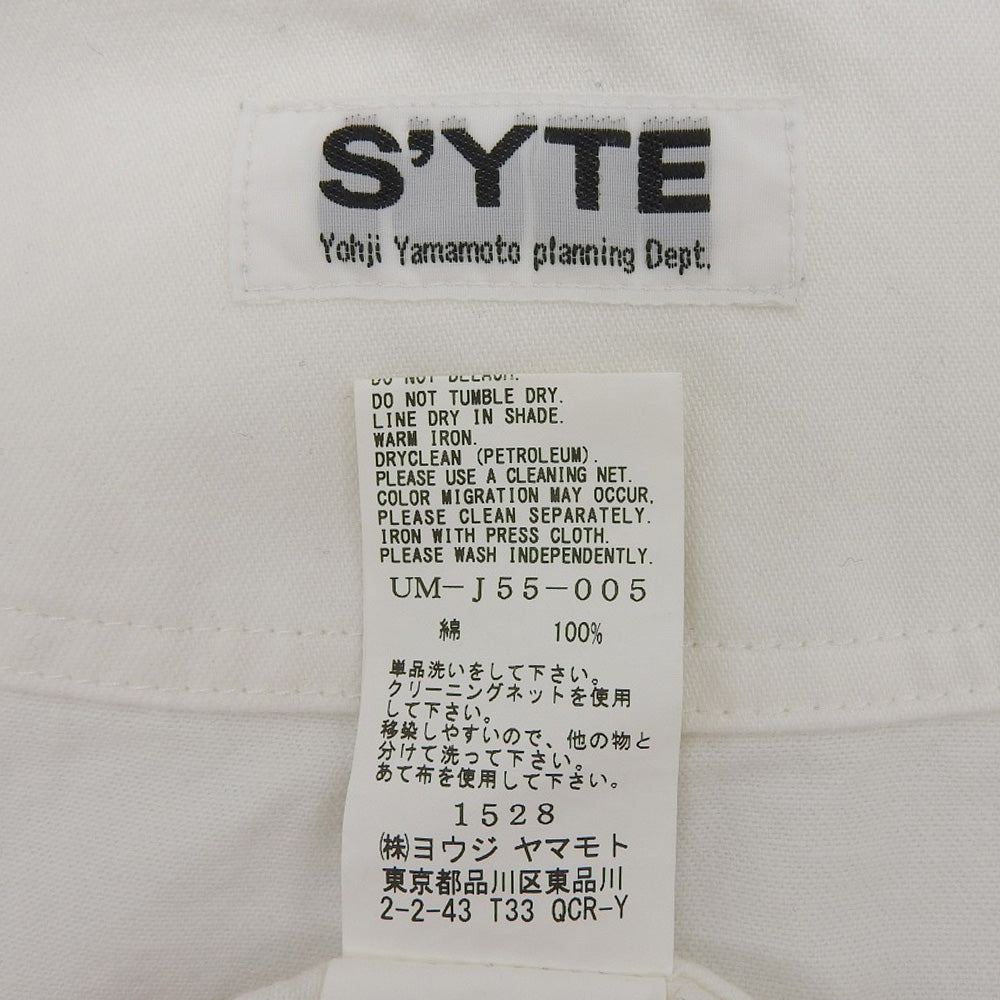 S'YTE
Yohji Yamamoto planning Dept.
DO NOT BLEACH.
DO NOT TUMBLE DRY.
LINE DRY IN SHADE.
WARM IRON.
DRYCLEAN (PETROLEUM).
PLEASE USE A CLEANING NET.
COLOR MIGRATION MAY OCCUR.
PLEASE CLEAN SEPARATELY.
IRON WITH PRESS CLOTH.
PLEASE WASH INDEPENDENTLY.
UM-J55-005
綿 100%
単品洗いをして下さい。
クリーニングネットを使用
して下さい。
移染しやすいので、他の物と
分けて洗って下さい。
あて布を使用して下さい。
1528
㈱ヨウジ ヤマモト
東京都品川区東品川
2-2-43 T33 QCR-Y